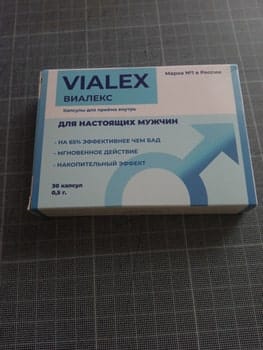 Марка №1 в России
VIALEX
ВИАЛЕКС
Капсулы для приёма внутрь
ДЛЯ НАСТОЯЩИХ МУЖЧИН
- НА 65% ЭФФЕКТИВНЕЕ ЧЕМ БАД
- МГНОВЕННОЕ ДЕЙСТВИЕ
- НАКОПИТЕЛЬНЫЙ ЭФФЕКТ
30 капсул
0,5 г.